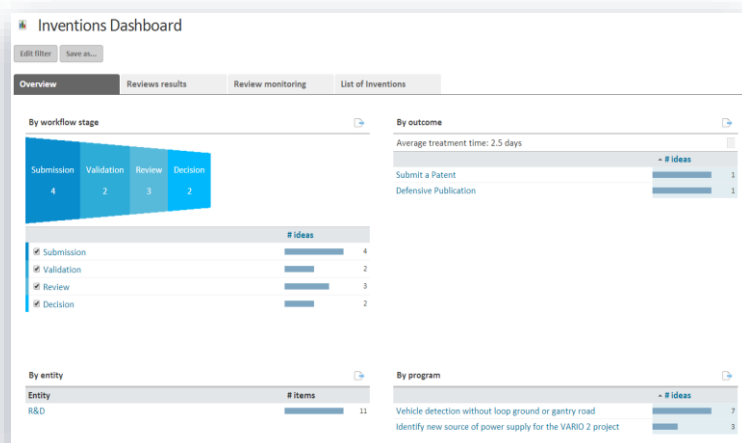 Inventions Dashboard
Edit filter Save as...
Overview Reviews results Review monitoring List of Inventions
By workflow stage
Submission Validation Review Decision
4 2 3 2
# ideas
Submission 4
Validation 2
Review 3
Decision 2
By outcome
Average treatment time: 2.5 days
# ideas
Submit a Patent 1
Defensive Publication 1
By entity
Entity # items
R&D 11
By program
# ideas
Vehicle detection without loop ground or gantry road 7
Identify new source of power supply for the VARIO 2 project 3